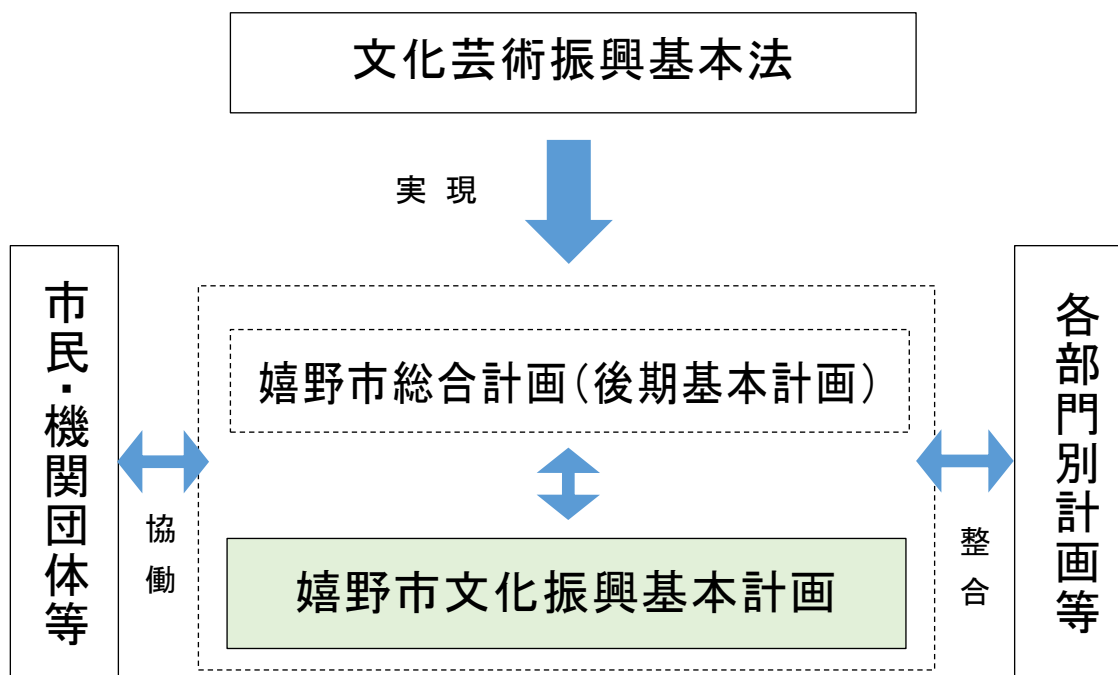 文化芸術振興基本法
実現
市民・機関団体等
嬉野市総合計画(後期基本計画)
各部門別計画等
協働
整合
嬉野市文化振興基本計画